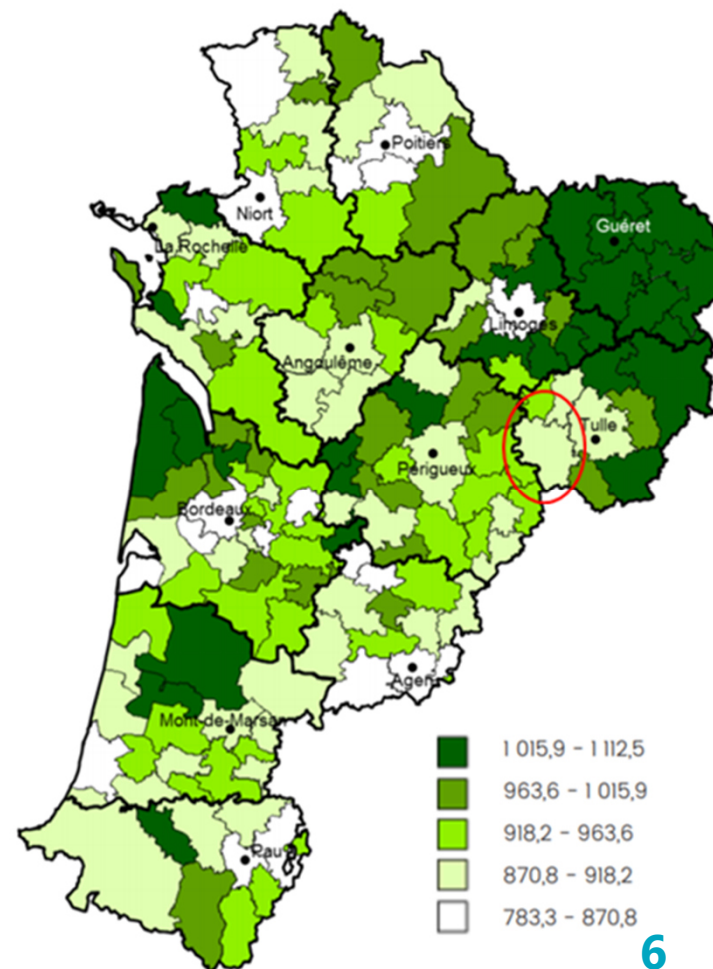 Poitiers
Niort
Guéret
La Rochelle
Limoges
Angoulême
Tulle
Périgueux
Bordeaux
Agen
Mont-de-Marsan
Pau
1 015,9 - 1 112,5
963,6 - 1 015,9
918,2 - 963,6
870,8 - 918,2
783,3 - 870,8
6